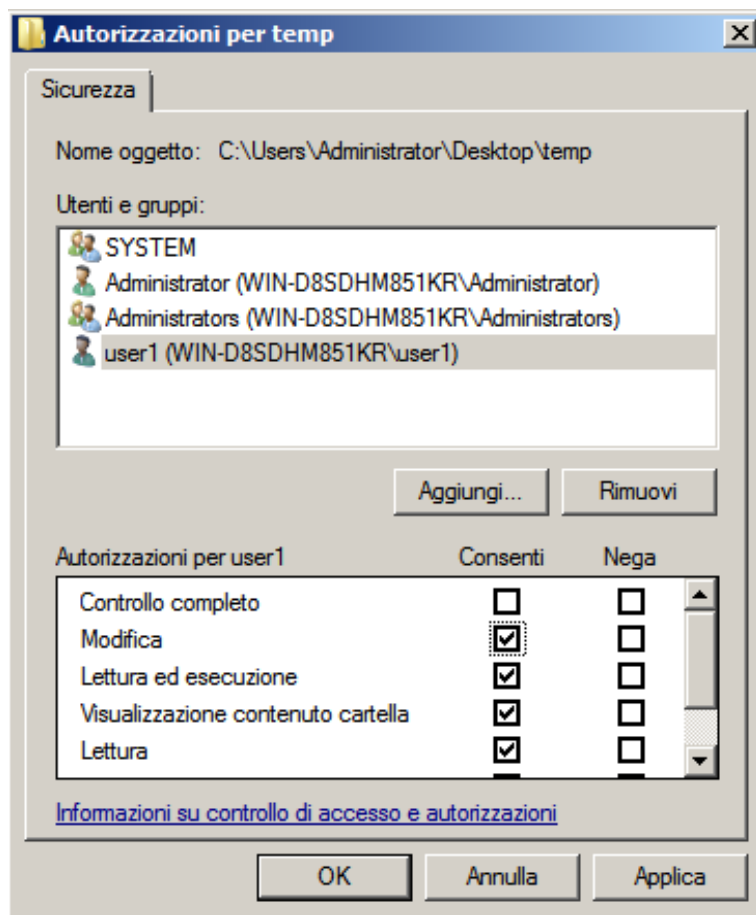 Autorizzazioni per temp
Sicurezza
Nome oggetto: C:\Users\Administrator\Desktop\temp
Utenti e gruppi:
SYSTEM
Administrator (WIN-D8SDHM851KR\Administrator)
Administrators (WIN-D8SDHM851KR\Administrators)
user1 (WIN-D8SDHM851KR\user1)
Aggiungi... Rimuovi
Autorizzazioni per user1 Consenti Nega
Controllo completo
Modifica
Lettura ed esecuzione
Visualizzazione contenuto cartella
Lettura
Informazioni su controllo di accesso e autorizzazioni
OK Annulla Applica